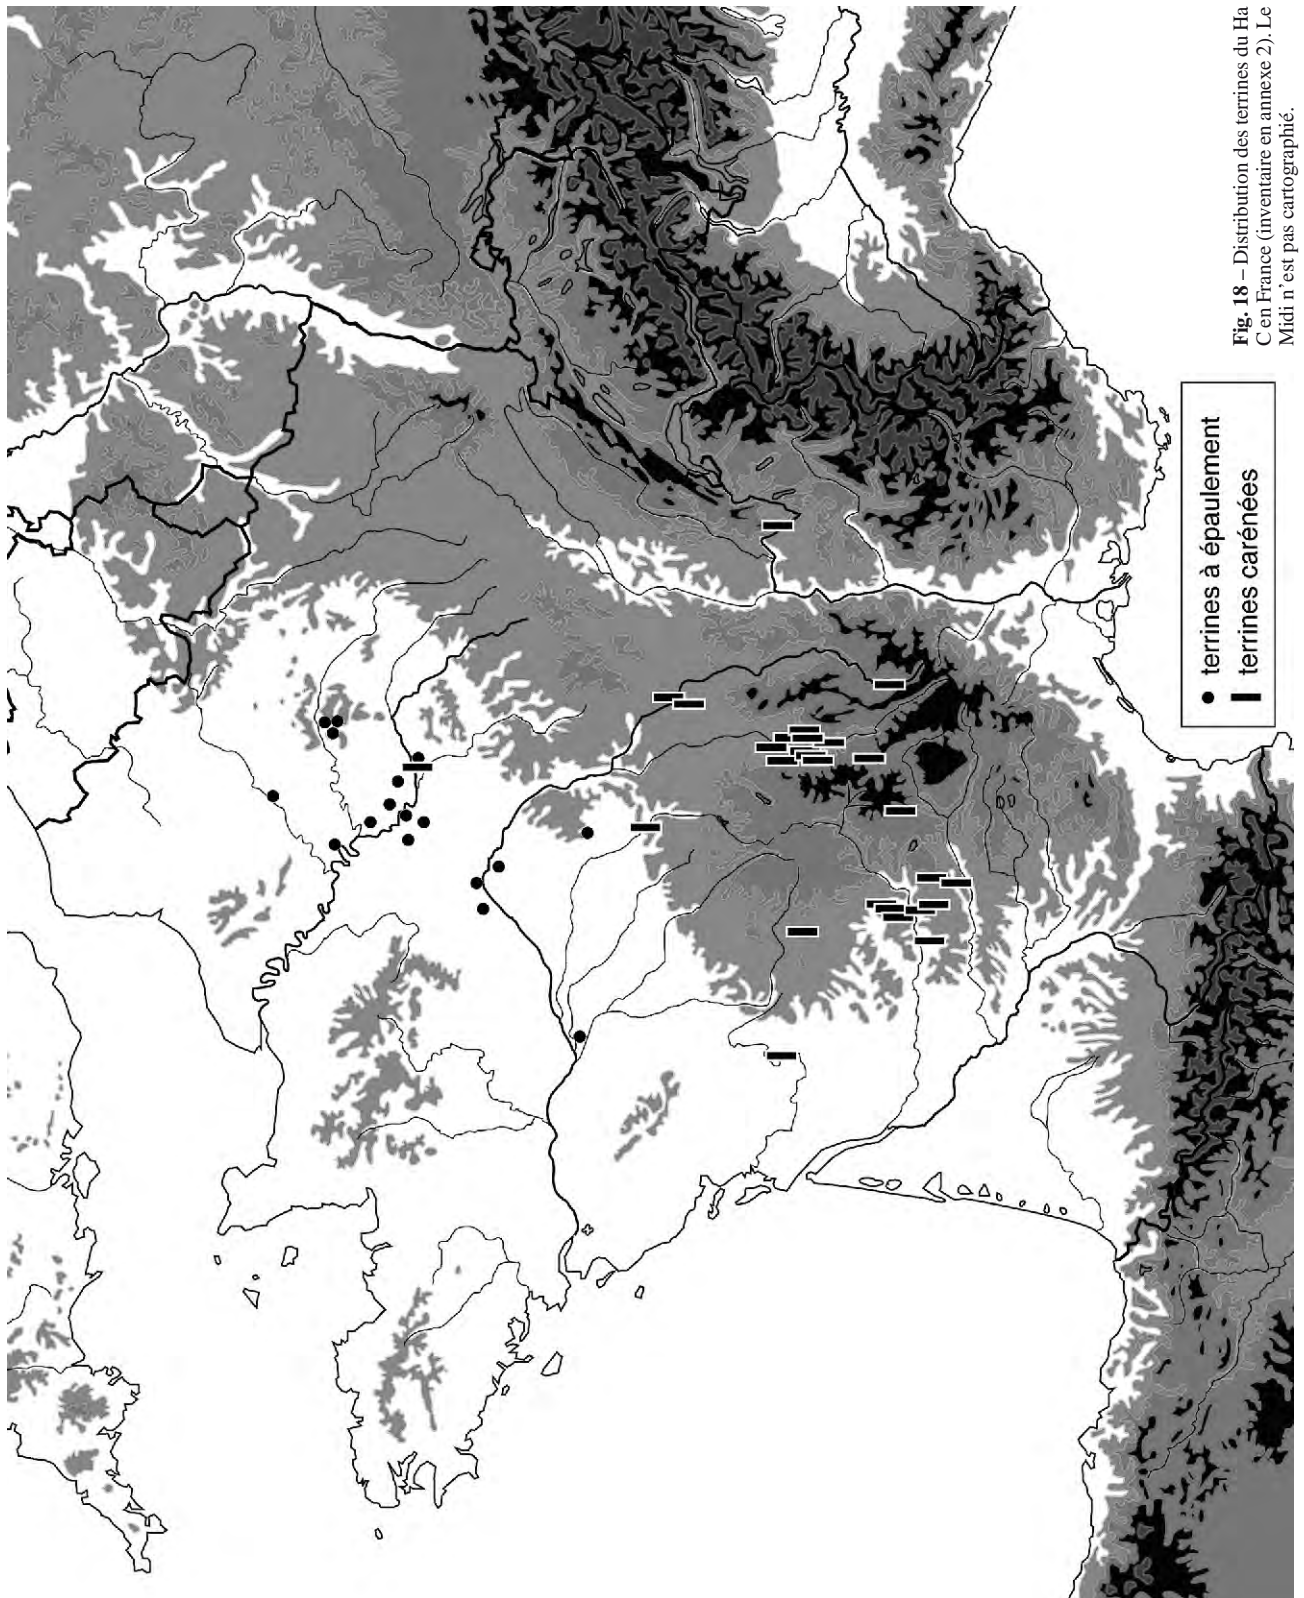 ● terrines à épaulement
▬ terrines carénées
Fig. 18 – Distribution des terrines du Ha
C en France (inventaire en annexe 2). Le
Midi n'est pas cartographié.